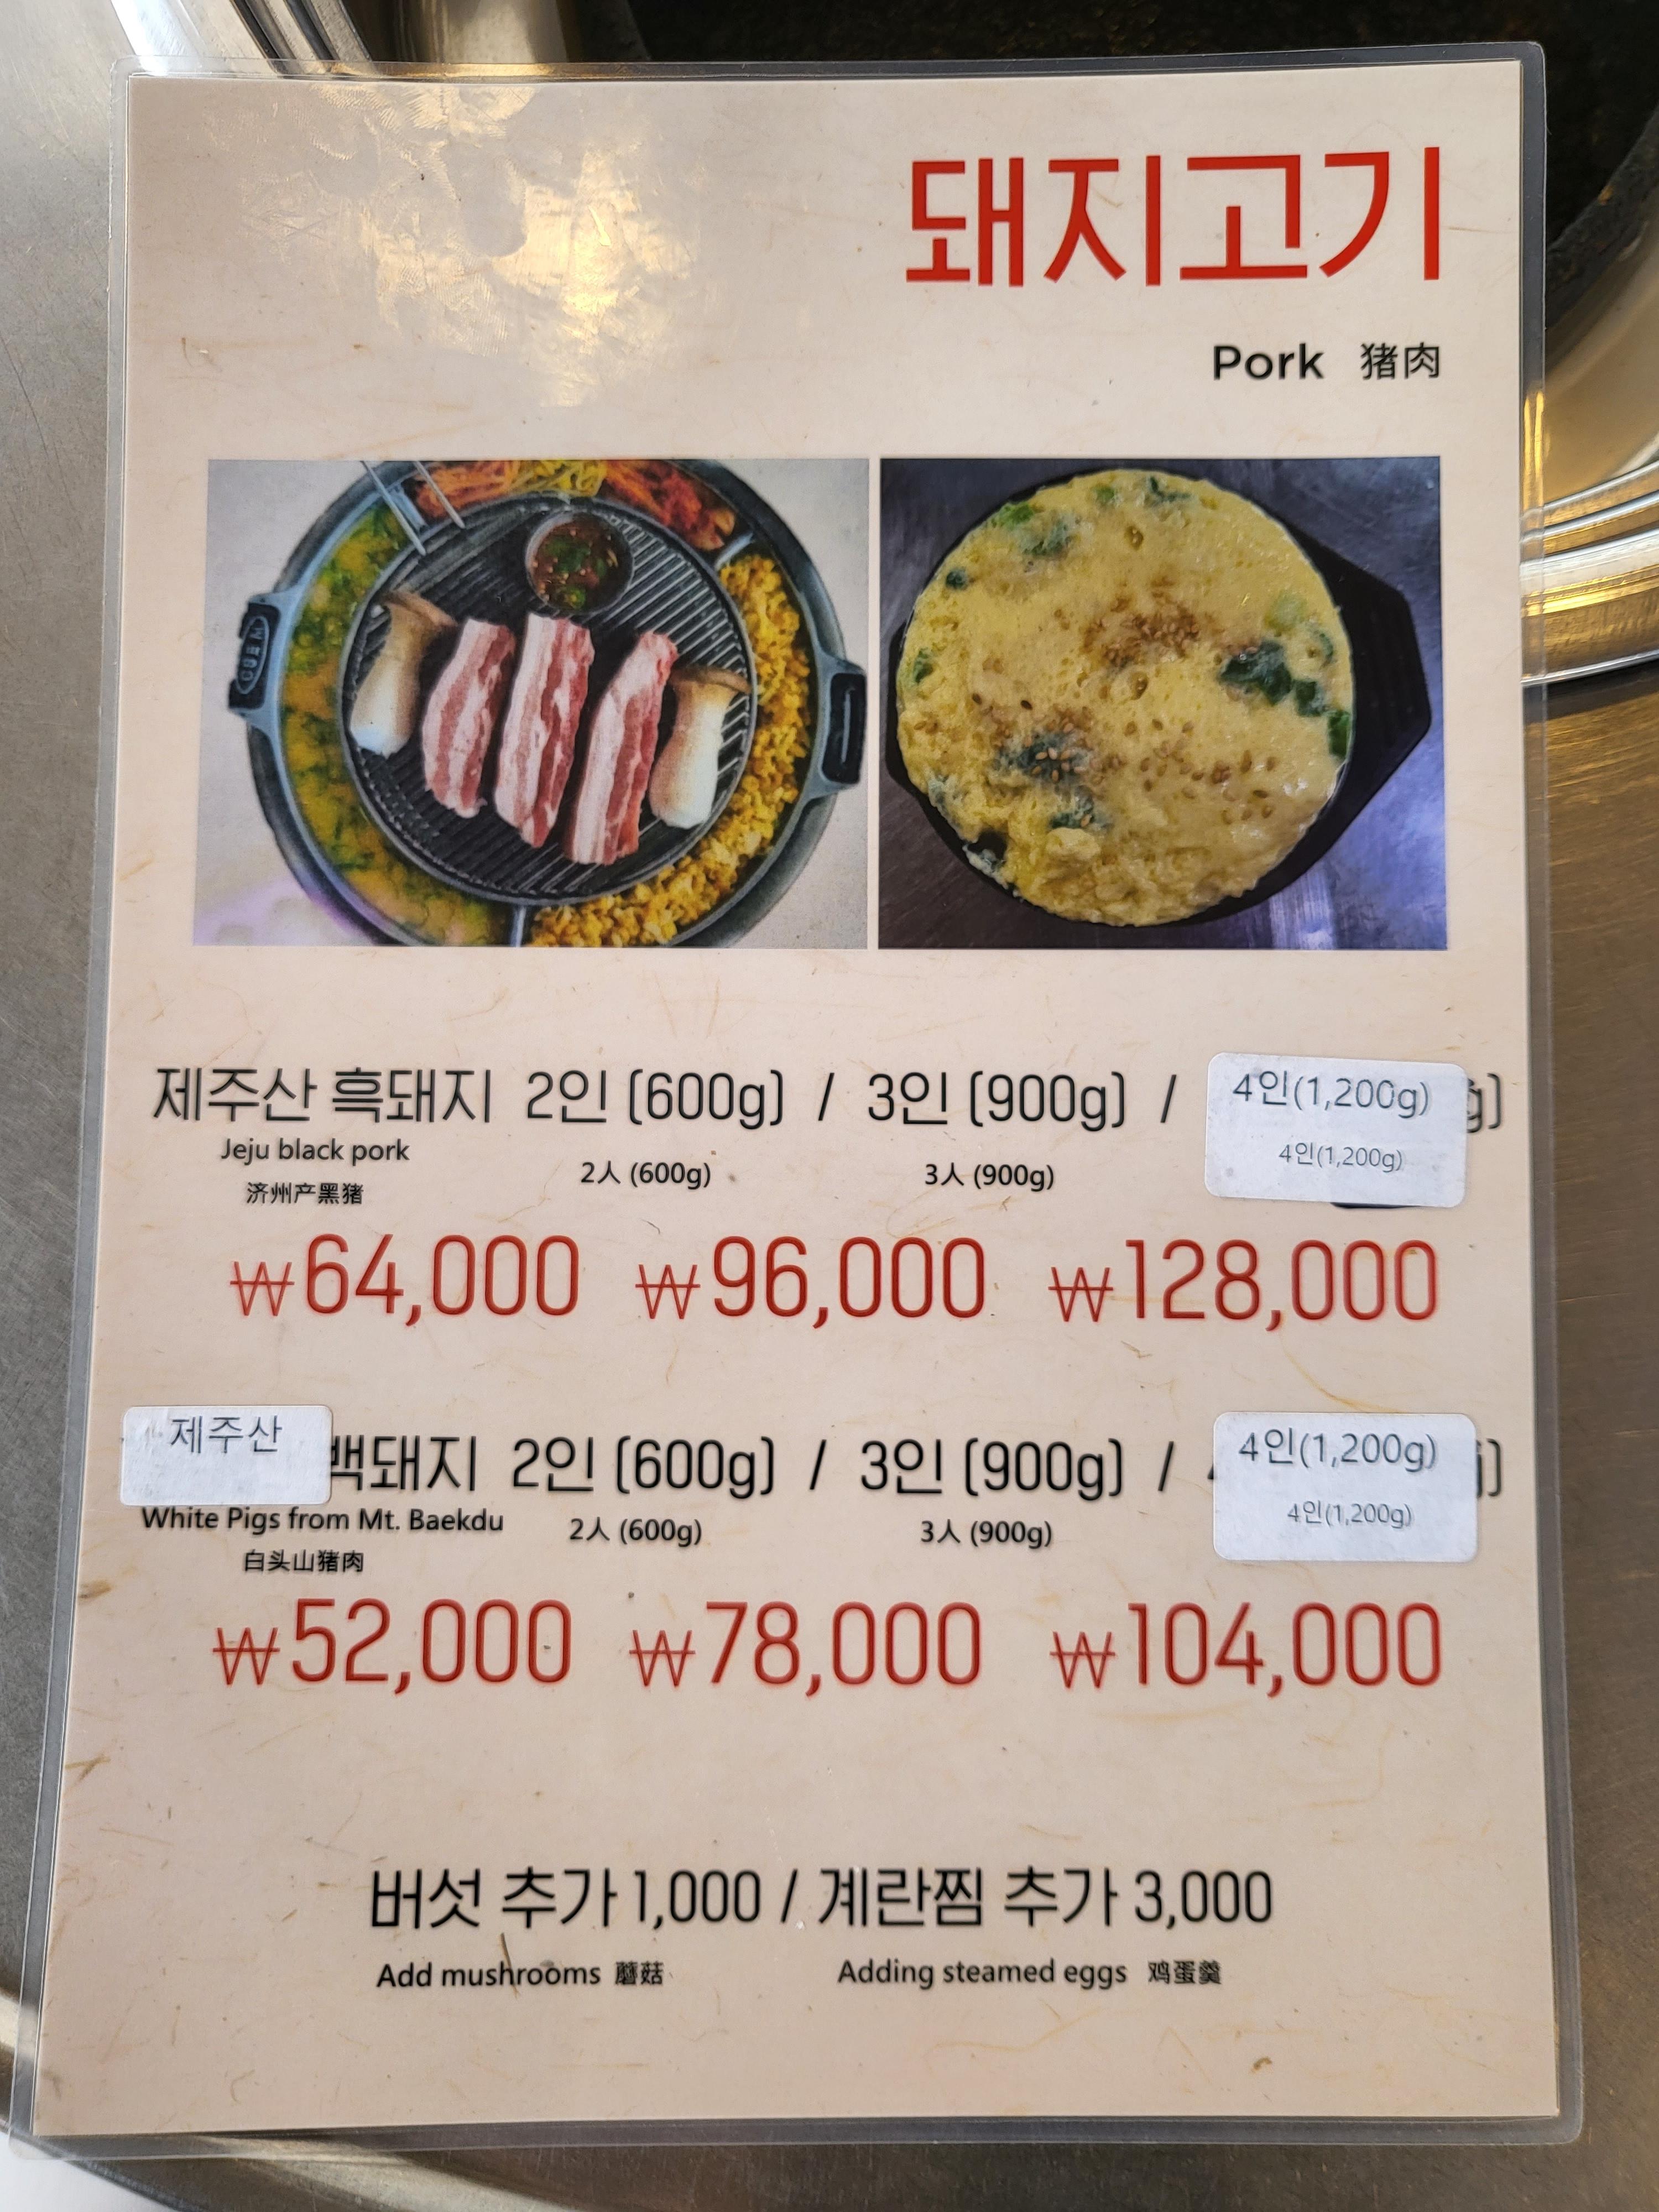 돼지고기
Pork 猪肉
제주산 흑돼지 2인 (600g) / 3인 (900g) / 4인(1,200g) g)
Jeju black pork 2人 (600g) 3人 (900g) 4인(1,200g)
济州产黑猪
₩64,000 ₩96,000 ₩128,000
제주산 백돼지 2인 (600g) / 3인 (900g) / 4인(1,200g)
White Pigs from Mt. Baekdu 2人 (600g) 3人 (900g) 4인(1,200g)
白头山猪肉
₩52,000 ₩78,000 ₩104,000
버섯 추가 1,000 / 계란찜 추가 3,000
Add mushrooms 蘑菇 Adding steamed eggs 鸡蛋羹